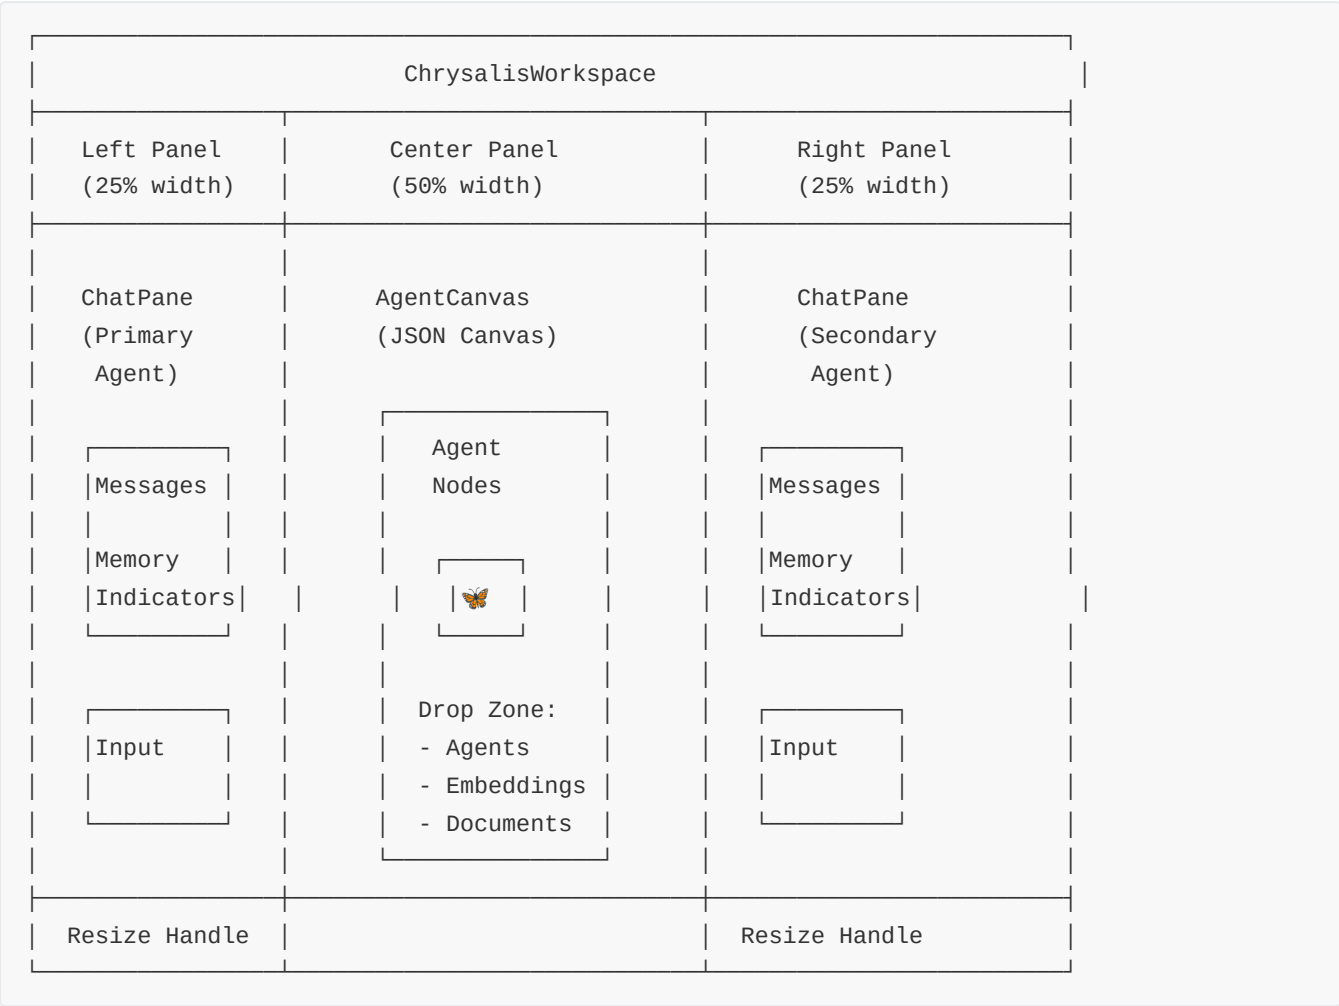 ChrysalisWorkspace
Left Panel Center Panel Right Panel
(25% width) (50% width) (25% width)
ChatPane AgentCanvas ChatPane
(Primary (JSON Canvas) (Secondary
Agent) Agent)
Agent
Messages Nodes Messages
Memory Memory
Indicators 🦋 Indicators
Drop Zone:
Input - Agents Input
- Embeddings
- Documents
Resize Handle Resize Handle